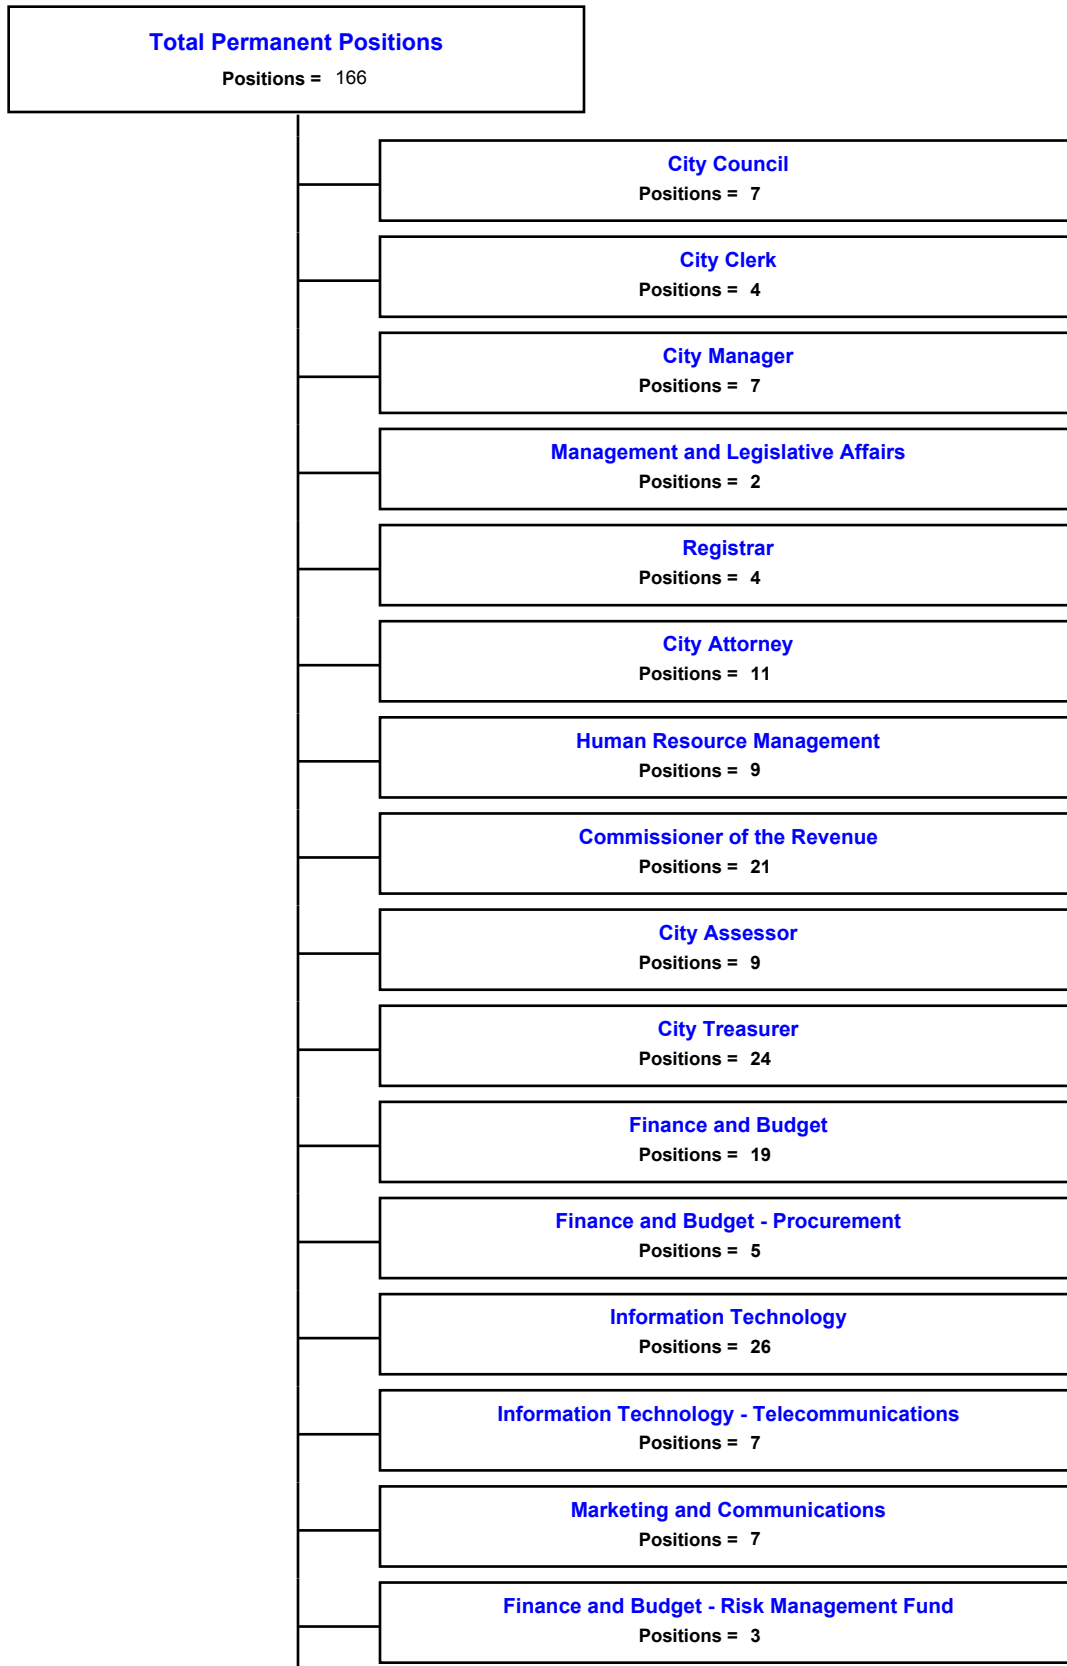 Total Permanent Positions
Positions = 166
City Council
Positions = 7
City Clerk
Positions = 4
City Manager
Positions = 7
Management and Legislative Affairs
Positions = 2
Registrar
Positions = 4
City Attorney
Positions = 11
Human Resource Management
Positions = 9
Commissioner of the Revenue
Positions = 21
City Assessor
Positions = 9
City Treasurer
Positions = 24
Finance and Budget
Positions = 19
Finance and Budget - Procurement
Positions = 5
Information Technology
Positions = 26
Information Technology - Telecommunications
Positions = 7
Marketing and Communications
Positions = 7
Finance and Budget - Risk Management Fund
Positions = 3